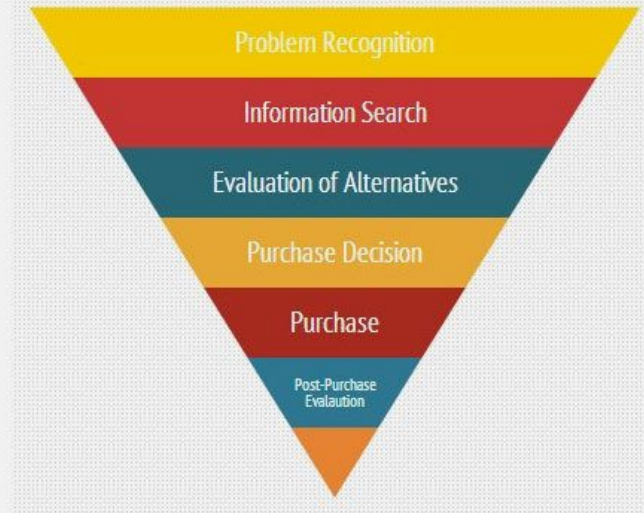 Problem Recognition
Information Search
Evaluation of Alternatives
Purchase Decision
Purchase
Post-Purchase
Evalaution